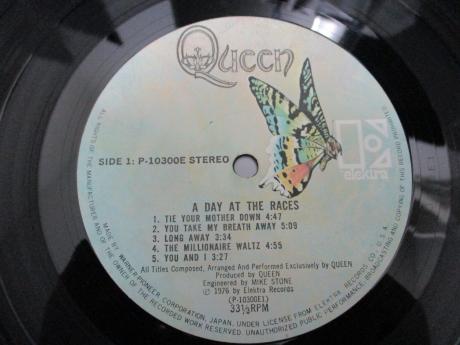 Queen
elektra
SIDE 1: P-10300E STEREO
A DAY AT THE RACES
1. TIE YOUR MOTHER DOWN 4:47
2. YOU TAKE MY BREATH AWAY 5:09
3. LONG AWAY 3:34
4. THE MILLIONAIRE WALTZ 4:55
5. YOU AND I 3:27
All Titles Composed, Arranged And Performed Exclusively by QUEEN
Produced by QUEEN
Engineered by MIKE STONE
© 1976 by Elektra Records
(P-10300E1)
33⅓RPM
ALL RIGHTS OF THE MANUFACTURER AND OF THE OWNER OF THE RECORDED WORK RESERVED. UNAUTHORIZED PUBLIC PERFORMANCE, BROADCASTING AND COPYING OF THIS RECORD PROHIBITED
MADE BY WARNER-PIONEER CORPORATION, JAPAN, UNDER LICENSE FROM ELEKTRA RECORDS CO., U.S.A.